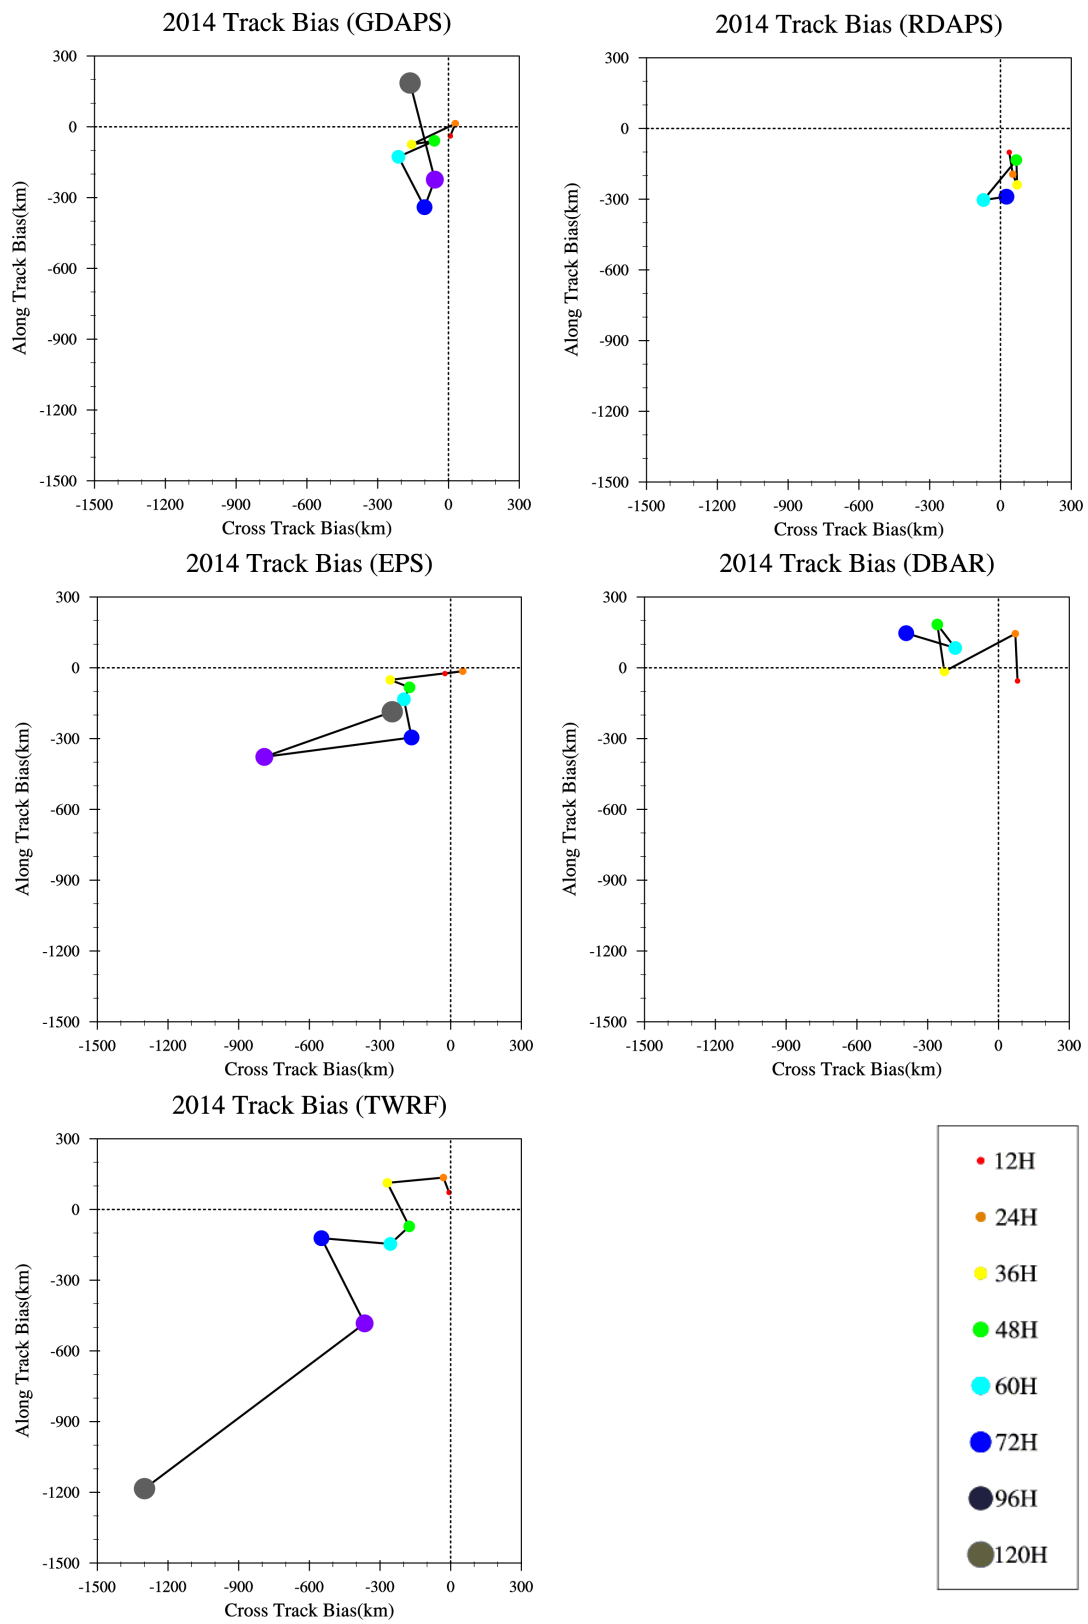 2014 Track Bias (GDAPS)
300
0
-300
-600
-900
-1200
-1500
Along Track Bias(km)
-1500 -1200 -900 -600 -300 0 300
Cross Track Bias(km)
2014 Track Bias (RDAPS)
300
0
-300
-600
-900
-1200
-1500
Along Track Bias(km)
-1500 -1200 -900 -600 -300 0 300
Cross Track Bias(km)
2014 Track Bias (EPS)
300
0
-300
-600
-900
-1200
-1500
Along Track Bias(km)
-1500 -1200 -900 -600 -300 0 300
Cross Track Bias(km)
2014 Track Bias (DBAR)
300
0
-300
-600
-900
-1200
-1500
Along Track Bias(km)
-1500 -1200 -900 -600 -300 0 300
Cross Track Bias(km)
2014 Track Bias (TWRF)
300
0
-300
-600
-900
-1200
-1500
Along Track Bias(km)
-1500 -1200 -900 -600 -300 0 300
Cross Track Bias(km)
12H
24H
36H
48H
60H
72H
96H
120H